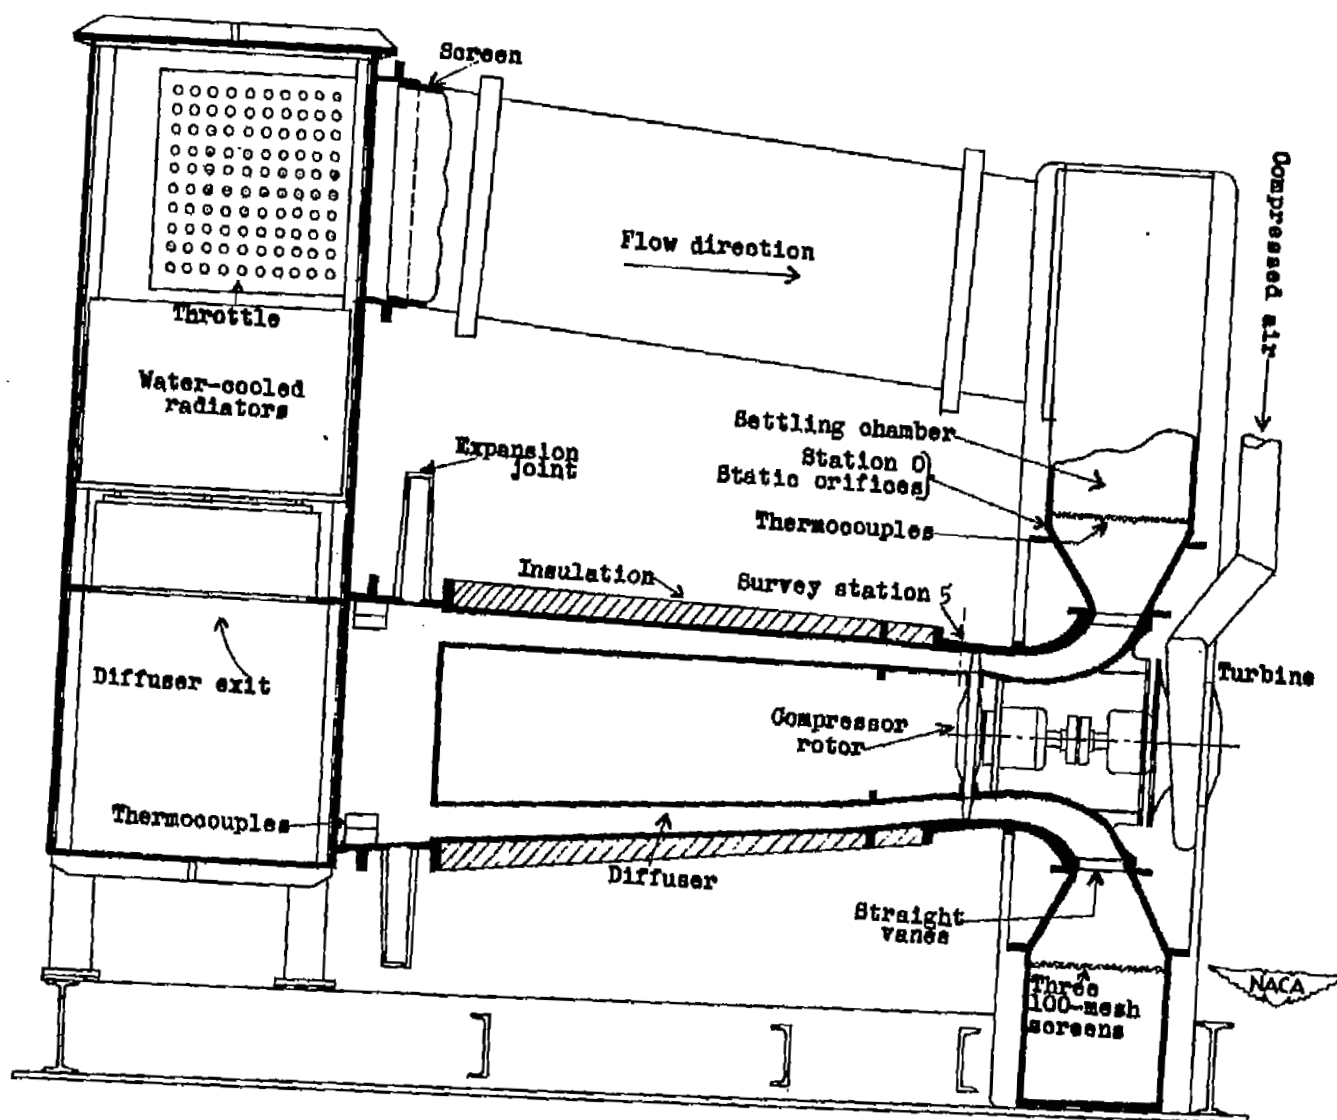 Screen
Compressed air
Flow direction
Throttle
Water-cooled
radiators
Settling chamber
Station 0
Static orifices
Expansion
joint
Thermocouples
Insulation
Survey station 5
Diffuser exit
Turbine
Compressor
rotor
Thermocouples
Diffuser
Straight
vanes
Three
100-mesh
screens
NACA